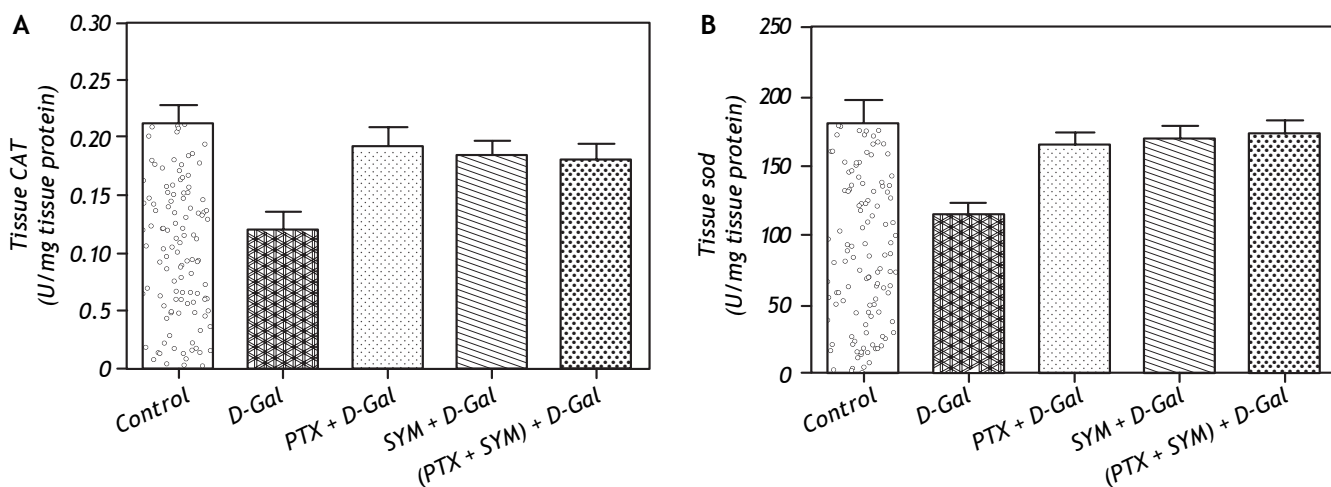 A
Tissue CAT
(U/mg tissue protein)
0.30
0.25
0.20
0.15
0.10
0.5
0
Control
D-Gal
PTX + D-Gal
SYM + D-Gal
(PTX + SYM) + D-Gal
B
Tissue sod
(U/mg tissue protein)
250
200
150
100
50
0
Control
D-Gal
PTX + D-Gal
SYM + D-Gal
(PTX + SYM) + D-Gal